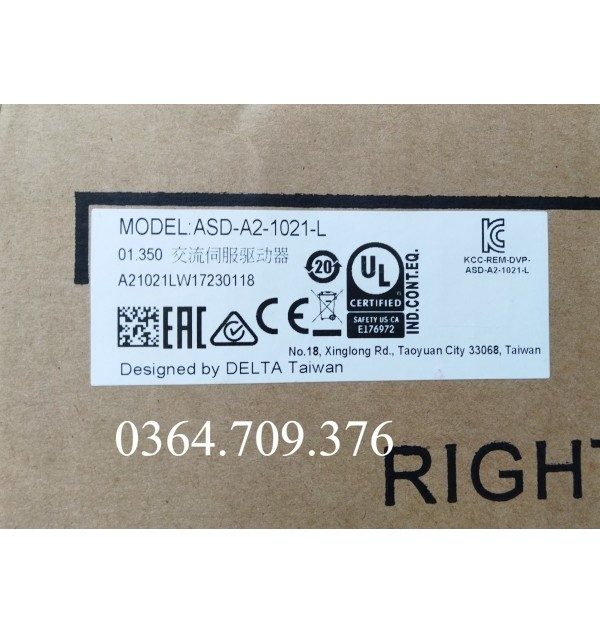 MODEL:ASD-A2-1021-L
01.350 交流伺服驱动器
A21021LW17230118
20
UL
CERTIFIED
SAFETY US CA
E176972
IND.CONT.EQ.
KCC-REM-DVP-
ASD-A2-1021-L
EAC
CE
No.18, Xinglong Rd., Taoyuan City 33068, Taiwan
Designed by DELTA Taiwan
0364.709.376
RIGHT